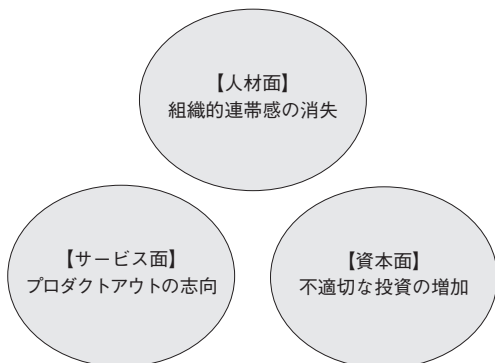 【人材面】
組織的連帯感の消失
【サービス面】
プロダクトアウトの志向
【資本面】
不適切な投資の増加